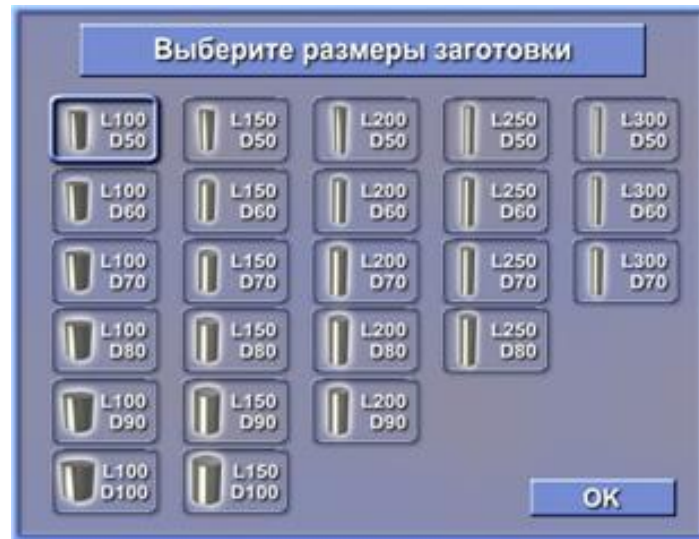 Выберите размеры заготовки
L100 D50
L150 D50
L200 D50
L250 D50
L300 D50
L100 D60
L150 D60
L200 D60
L250 D60
L300 D60
L100 D70
L150 D70
L200 D70
L250 D70
L300 D70
L100 D80
L150 D80
L200 D80
L250 D80
L100 D90
L150 D90
L200 D90
L100 D100
L150 D100
OK